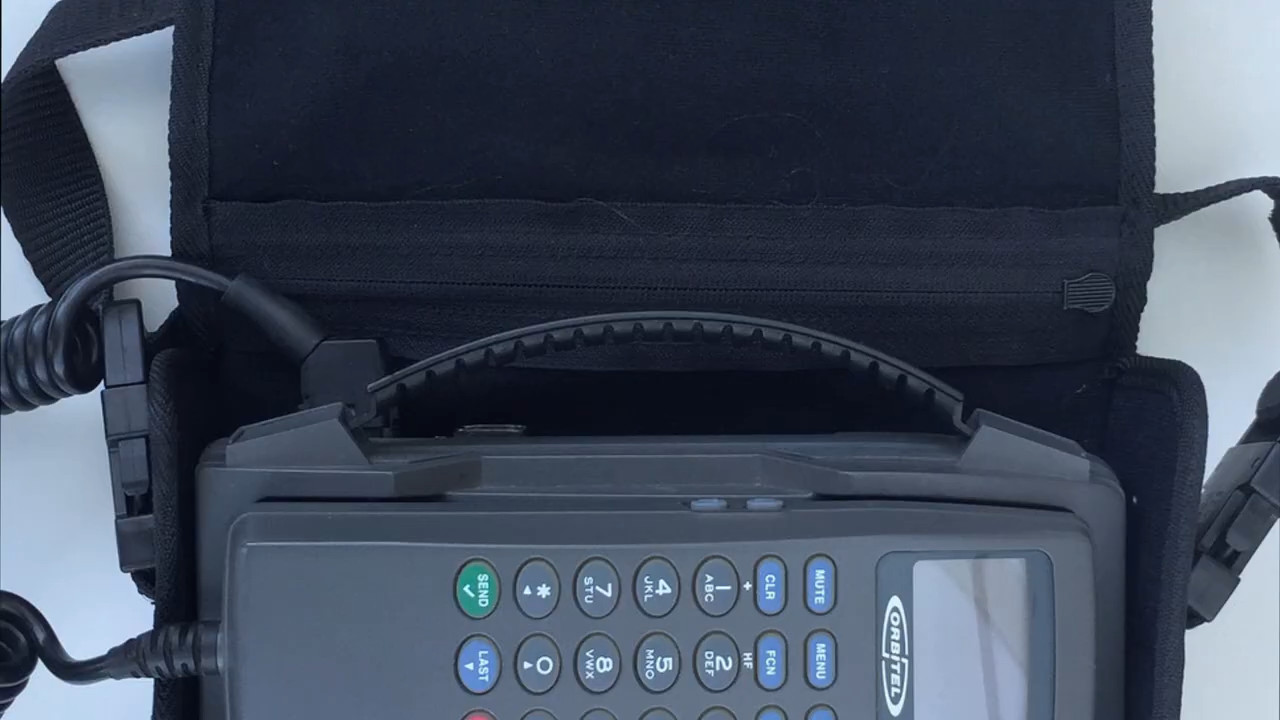 ORBITEL
MUTE MENU
CLR FCN
+ HF
1 2
ABC DEF
4 5
JKL MNO
7 8
STU VWX
* 0
SEND LAST